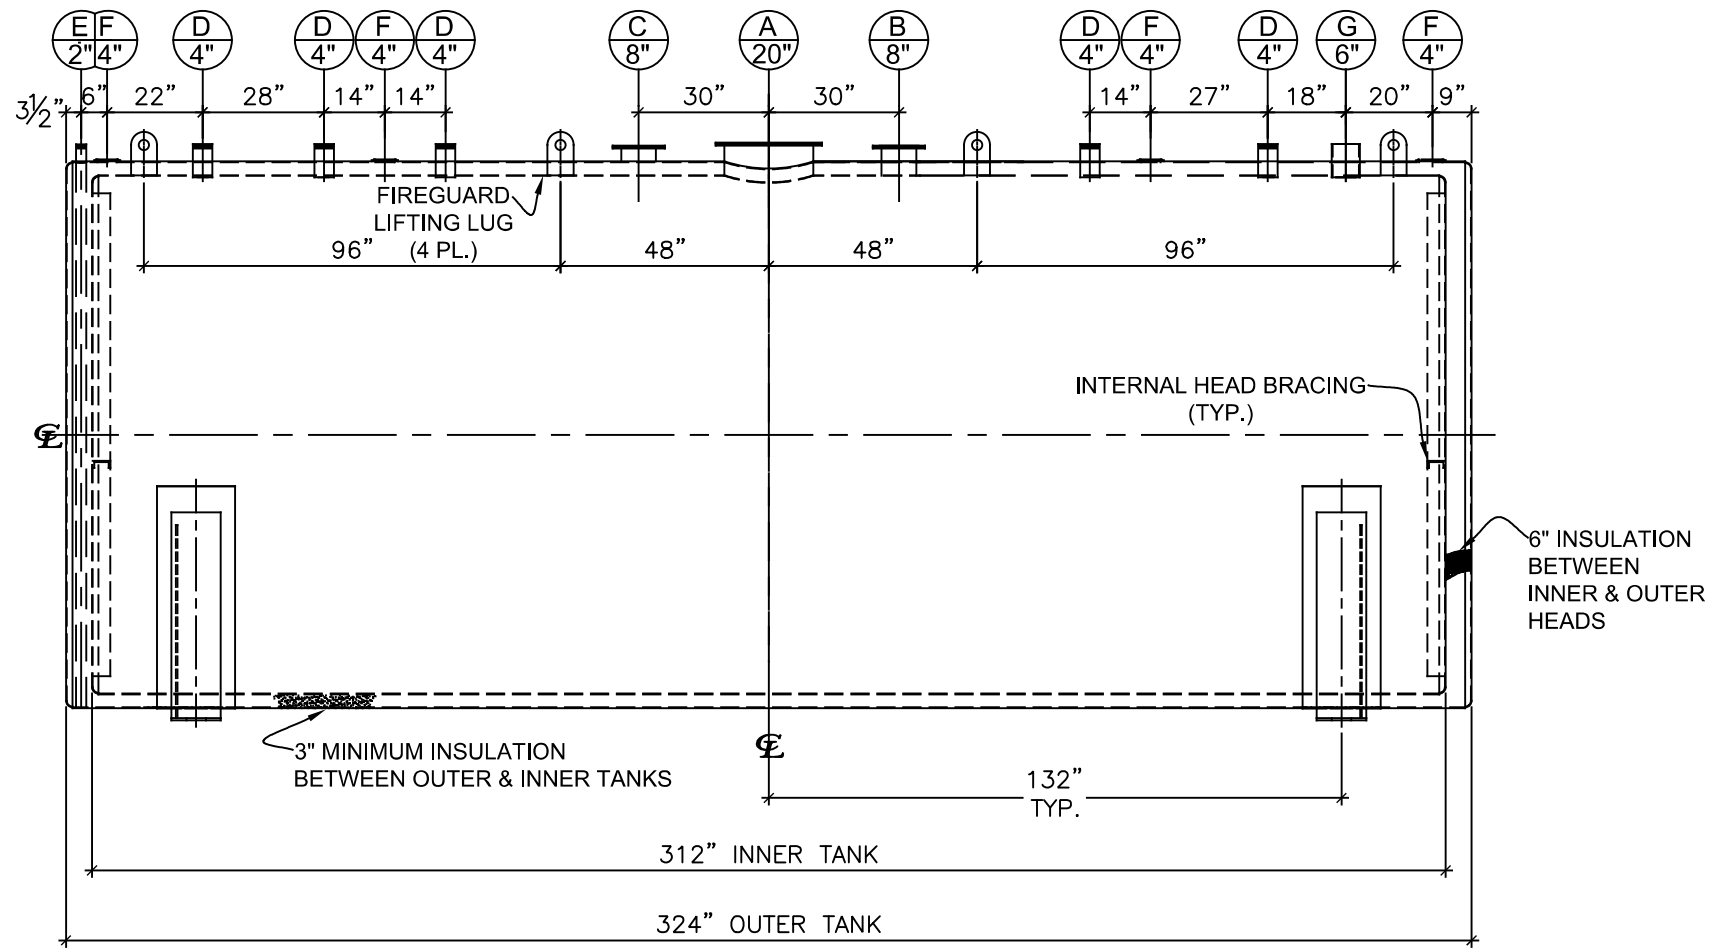 E F D D F D C A B D F D G F
2" 4" 4" 4" 4" 4" 8" 20" 8" 4" 4" 4" 6" 4"
3½” 6” 22” 28” 14” 14” 30” 30” 14” 27” 18” 20” 9”
FIREGUARD
LIFTING LUG
(4 PL.)
96” 48” 48” 96”
INTERNAL HEAD BRACING
(TYP.)
℄
6" INSULATION
BETWEEN
INNER & OUTER
HEADS
3" MINIMUM INSULATION
BETWEEN OUTER & INNER TANKS
℄
132”
TYP.
312” INNER TANK
324” OUTER TANK